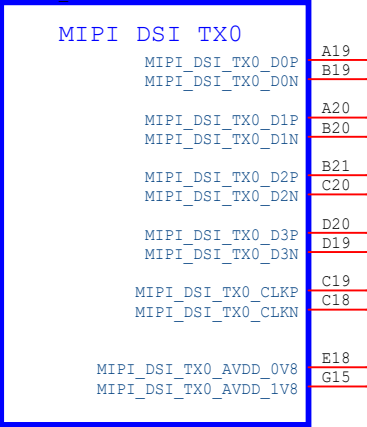 MIPI DSI TX0
MIPI_DSI_TX0_D0P A19
MIPI_DSI_TX0_D0N B19
MIPI_DSI_TX0_D1P A20
MIPI_DSI_TX0_D1N B20
MIPI_DSI_TX0_D2P B21
MIPI_DSI_TX0_D2N C20
MIPI_DSI_TX0_D3P D20
MIPI_DSI_TX0_D3N D19
MIPI_DSI_TX0_CLKP C19
MIPI_DSI_TX0_CLKN C18
MIPI_DSI_TX0_AVDD_0V8 E18
MIPI_DSI_TX0_AVDD_1V8 G15